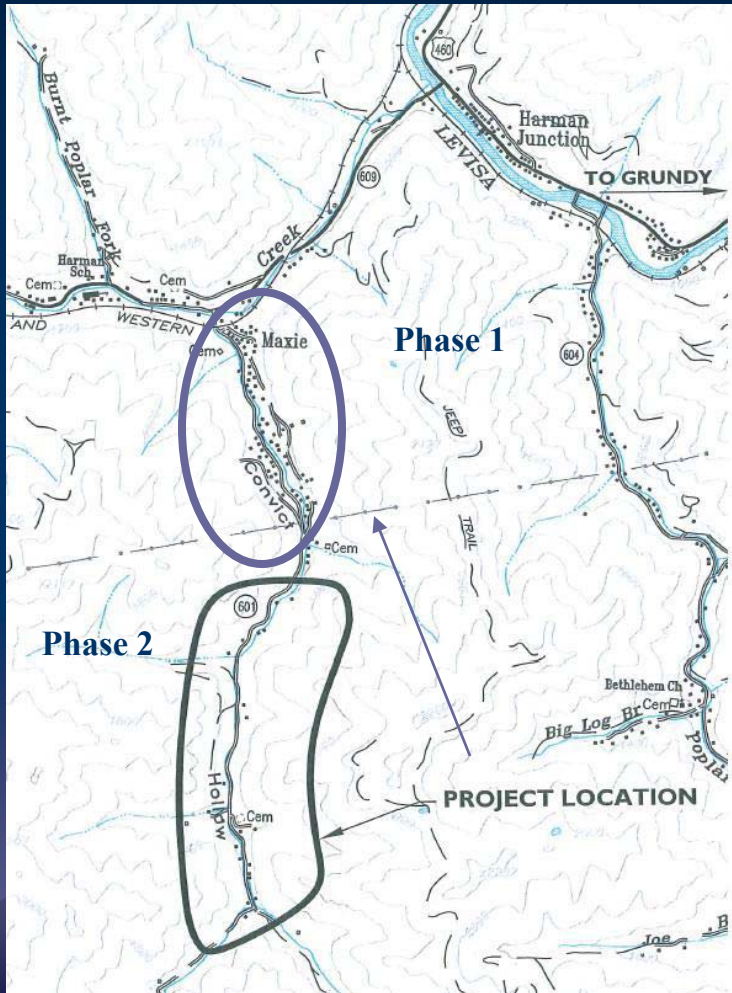 460
Harman
Junction
LEVISA
TO GRUNDY
Burnt
Poplar
Fork
609
Creek
Harman
Sch.
Cem
Cem
AND WESTERN
Maxie
Cem
Phase 1
604
JEEP
TRAIL
Convict
Cem
601
Phase 2
Bethlehem Ch
Cem
Big Log Br
Poplar
Hollow
PROJECT LOCATION
Cem
Joe
B